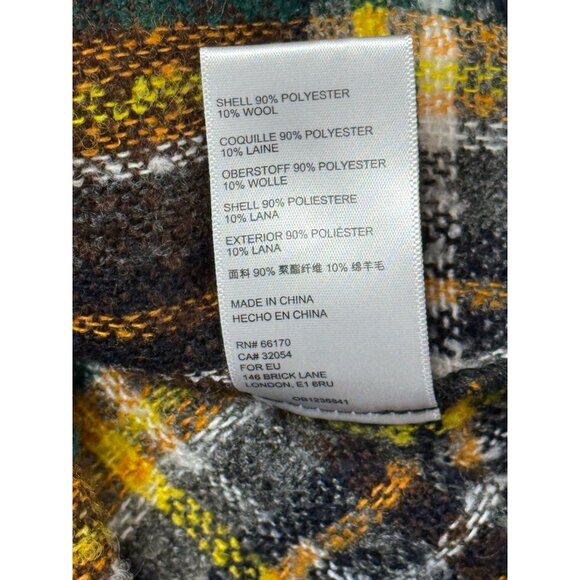 SHELL 90% POLYESTER
10% WOOL
COQUILLE 90% POLYESTER
10% LAINE
OBERSTOFF 90% POLYESTER
10% WOLLE
SHELL 90% POLIESTERE
10% LANA
EXTERIOR 90% POLIÉSTER
10% LANA
面料 90% 聚酯纤维 10% 绵羊毛
MADE IN CHINA
HECHO EN CHINA
RN# 66170
CA# 32054
FOR EU
146 BRICK LANE
LONDON, E1 6RU
OB1236841